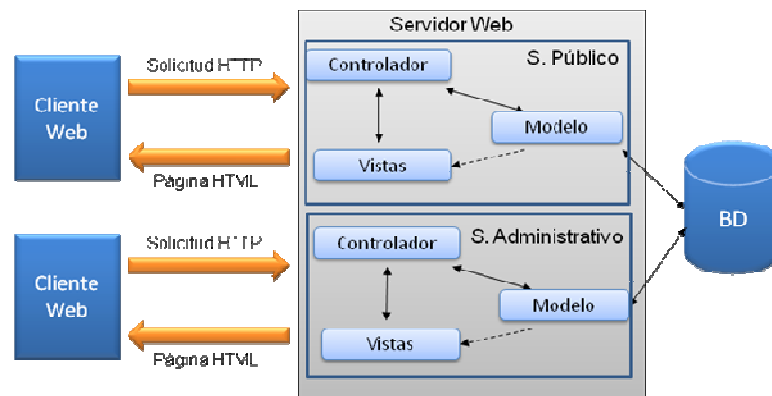 Servidor Web
Solicitud HTTP
Controlador
S. Público
Cliente
Web
Modelo
Vistas
Página HTML
BD
Solicitud HTTP
Controlador
S. Administrativo
Cliente
Web
Modelo
Vistas
Página HTML